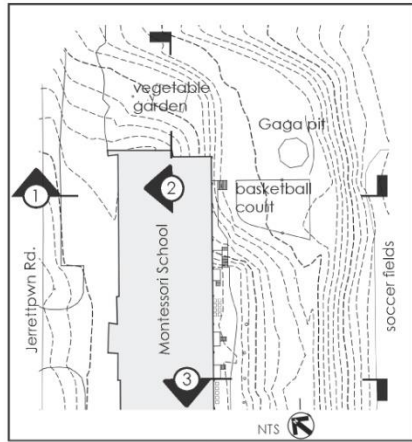 vegetable
garden
Gaga pit
1
2
basketball
court
Jerrettpwn Rd.
Montessori School
soccer fields
3
NTS